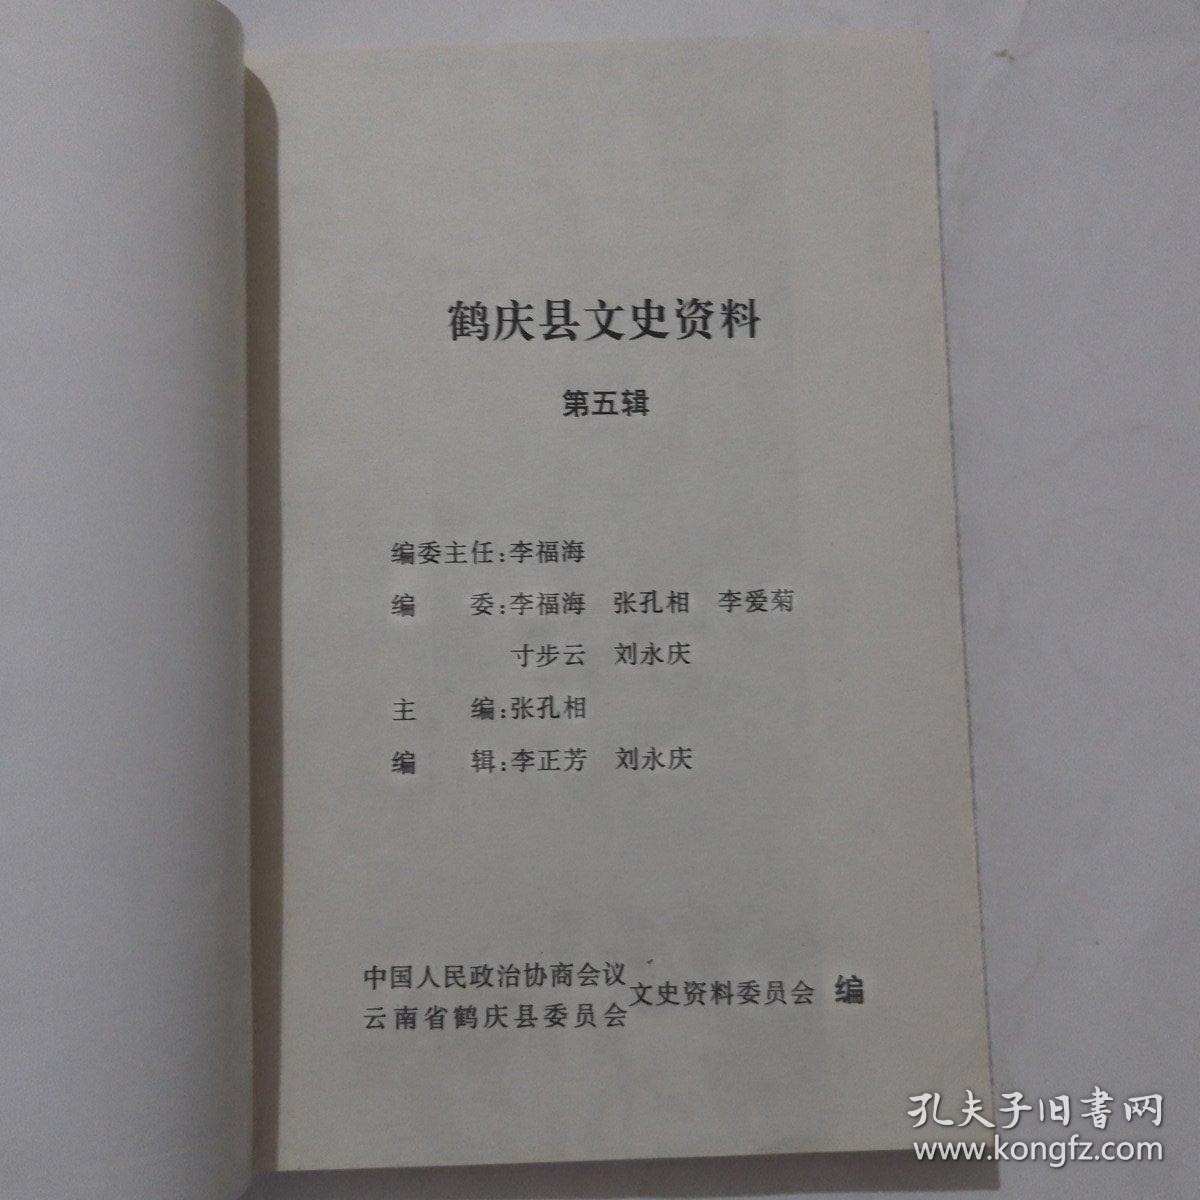 鹤庆县文史资料
第五辑
编委主任:李福海
编 委:李福海 张孔相 李爱菊
寸步云 刘永庆
主 编:张孔相
编 辑:李正芳 刘永庆
中国人民政治协商会议
云南省鹤庆县委员会
文史资料委员会 编
孔夫子旧书网
www.kongfz.com